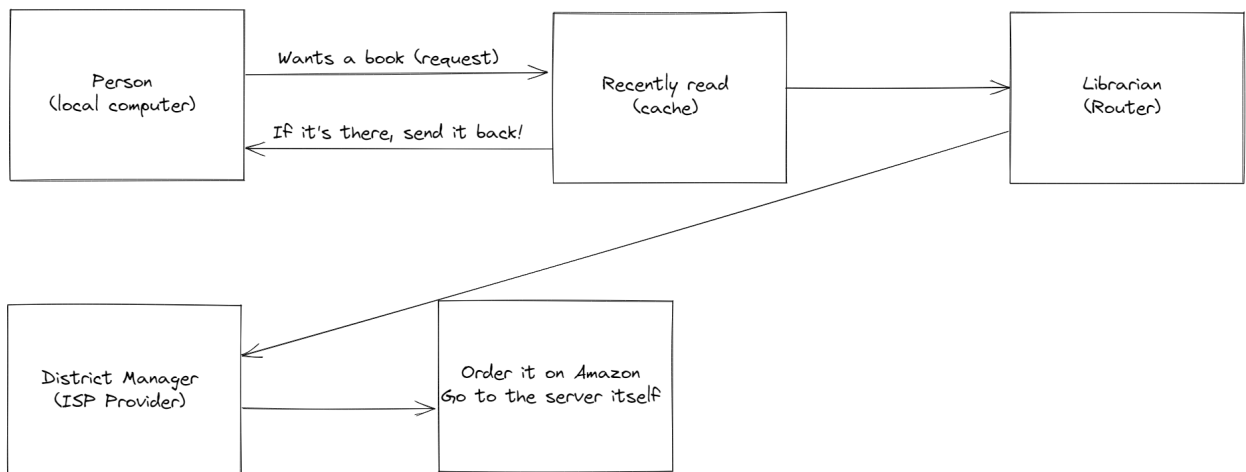 Person
(local computer)
Wants a book (request)
If it's there, send it back!
Recently read
(cache)
Librarian
(Router)
District Manager
(ISP Provider)
Order it on Amazon
Go to the server itself